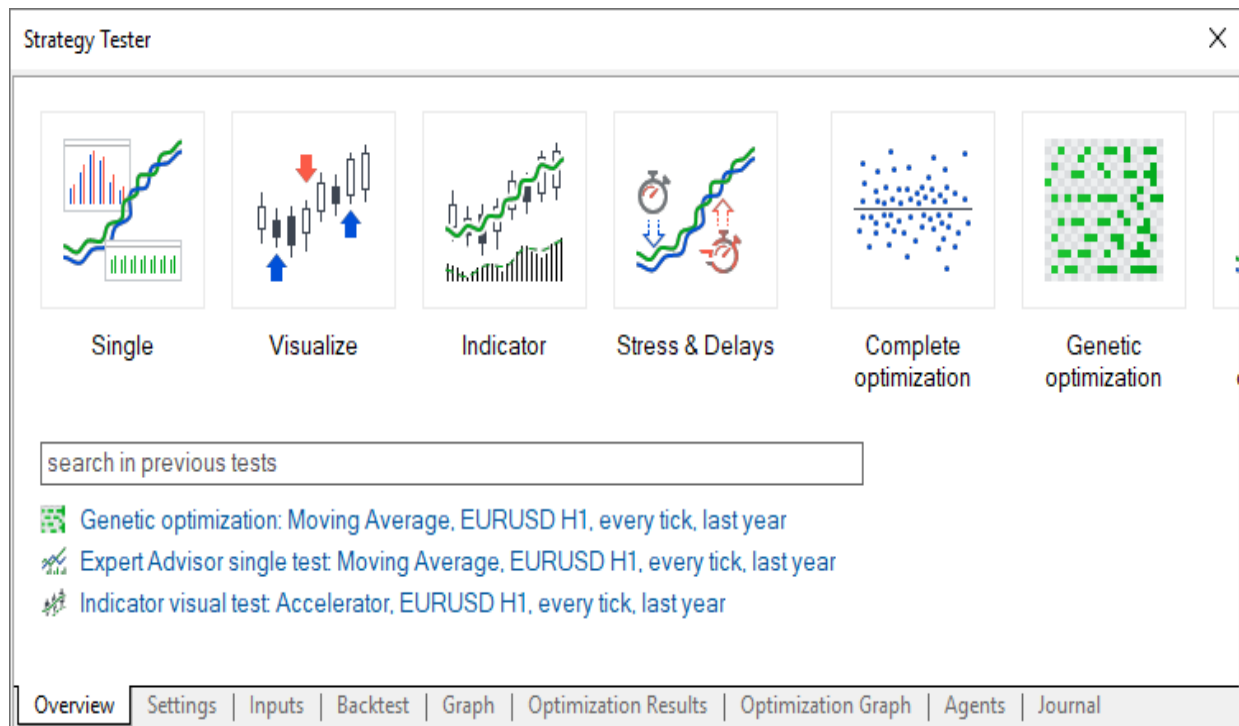 Strategy Tester
Single
Visualize
Indicator
Stress & Delays
Complete
optimization
Genetic
optimization
search in previous tests
Genetic optimization: Moving Average, EURUSD H1, every tick, last year
Expert Advisor single test: Moving Average, EURUSD H1, every tick, last year
Indicator visual test: Accelerator, EURUSD H1, every tick, last year
Overview | Settings | Inputs | Backtest | Graph | Optimization Results | Optimization Graph | Agents | Journal